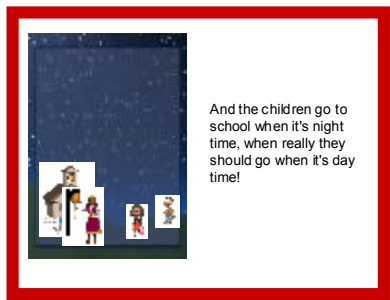 And the children go to
school when it's night
time, when really they
should go when it's day
time!